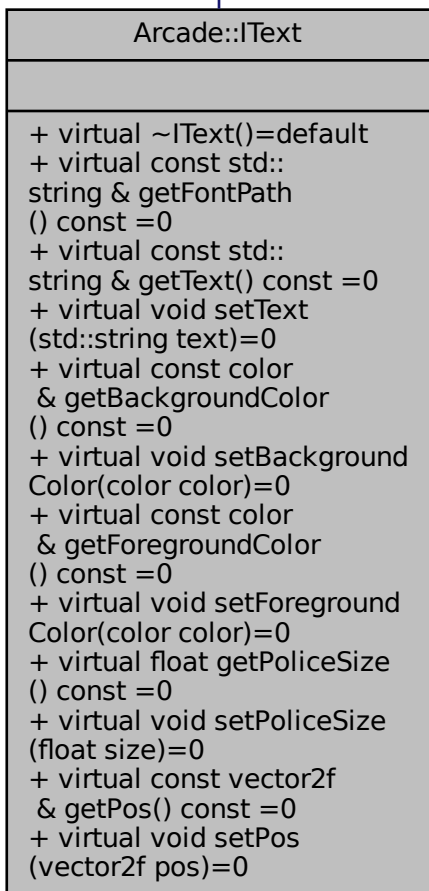 Arcade::IText
+ virtual ~IText()=default
+ virtual const std::
string & getFontPath
() const =0
+ virtual const std::
string & getText() const =0
+ virtual void setText
(std::string text)=0
+ virtual const color
 & getBackgroundColor
() const =0
+ virtual void setBackground
Color(color color)=0
+ virtual const color
 & getForegroundColor
() const =0
+ virtual void setForeground
Color(color color)=0
+ virtual float getPoliceSize
() const =0
+ virtual void setPoliceSize
(float size)=0
+ virtual const vector2f
 & getPos() const =0
+ virtual void setPos
(vector2f pos)=0